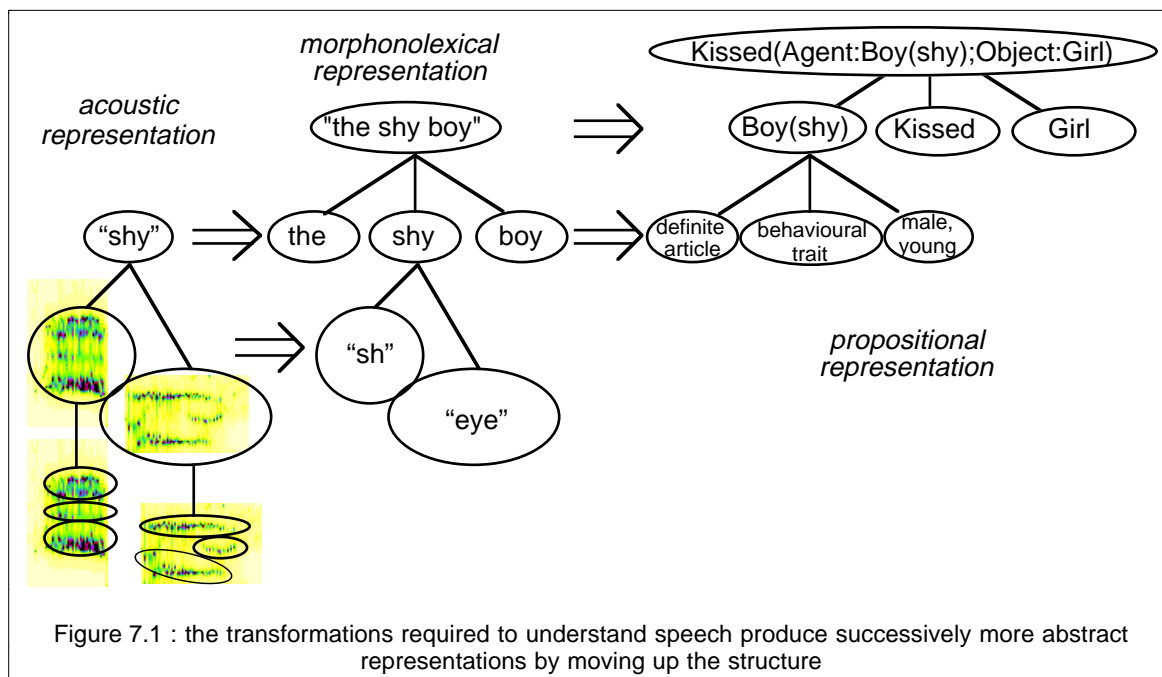 acoustic
representation
morphonolexical
representation
Kissed(Agent:Boy(shy);Object:Girl)
"the shy boy"
Boy(shy)
Kissed
Girl
“shy”
the
shy
boy
definite
article
behavioural
trait
male,
young
“sh”
“eye”
propositional
representation
Figure 7.1 : the transformations required to understand speech produce successively more abstract
representations by moving up the structure